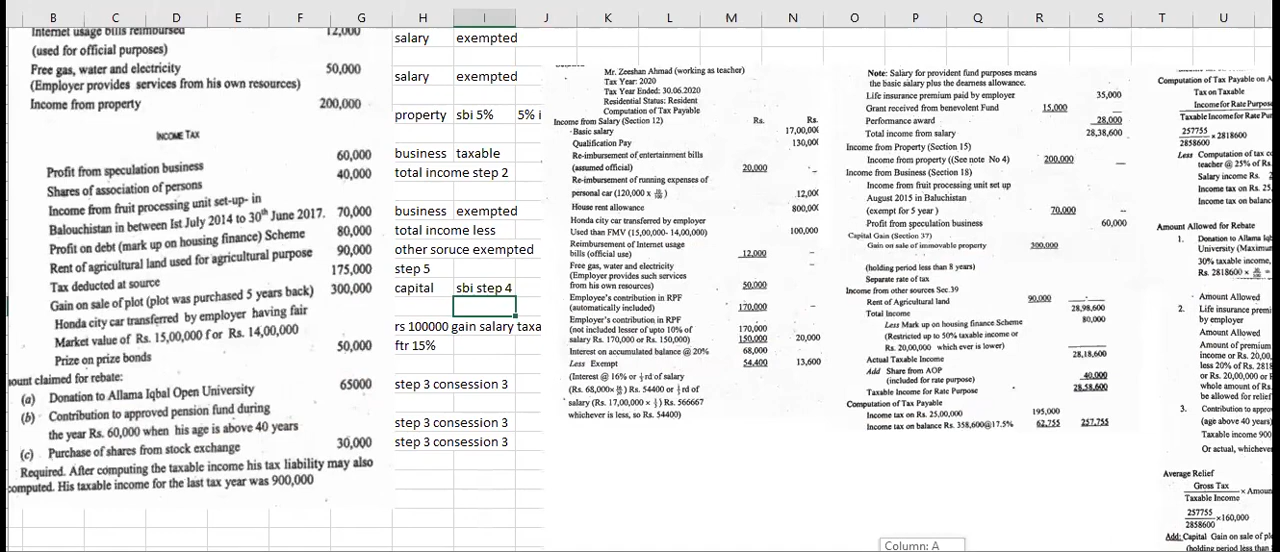 B C D E F G H I J K L M N O P Q R S T U
Internet usage bills reimboursed 12,000
(used for official purposes)
Free gas, water and electricity 50,000
(Employer provides services from his own resources)
Income from property 200,000
INCOME TAX
Profit from speculation business 60,000
Shares of association of persons 40,000
Income from fruit processing unit set-up- in
Balouchistan in between Ist July 2014 to 30th June 2017. 70,000
Profit on debt (mark up on housing finance) Scheme 80,000
Rent of agricultural land used for agricultural purpose 90,000
Tax deducted at source 175,000
Gain on sale of plot (plot was purchased 5 years back) 300,000
Honda city car transferred by employer having fair
Market value of Rs. 15,00,000 for Rs. 14,00,000
Prize on prize bonds 50,000
ount claimed for rebate:
(a) Donation to Allama Iqbal Open University 65000
(b) Contribution to approved pension fund during
the year Rs. 60,000 when his age is above 40 years
(c) Purchase of shares from stock exchange 30,000
Required. After computing the taxable income his tax liability may also
computed. His taxable income for the last tax year was 900,000
salary exempted
salary exempted
property sbi 5% 5% i
business taxable
total income step 2
business exempted
total income less
other soruce exempted
step 5
capital sbi step 4
rs 100000 gain salary taxa
ftr 15%
step 3 consession 3
step 3 consession 3
step 3 consession 3
Mr. Zeeshan Ahmad (working as teacher)
Tax Year: 2020
Tax Year Ended: 30.06.2020
Residential Status: Resident
Computation of Tax Payable
Income from Salary (Section 12) Rs. Rs.
- Basic salary 17,00,000
Qualification Pay 130,000
Re-imbursement of entertainment bills
(assumed official) 20,000 -
Re-imbursement of running expenses of
personal car (120,000 x ) 12,000
House rent allowance 800,000
Honda city car transferred by employer
Used than FMV (15,00,000- 14,00,000) 100,000
Reimbursement of Internet usage
bills (official use) 12,000 -
Free gas, water and electricity
(Employer provides such services
from his own resources) 50,000 -
Employee's contribution in RPF
(automatically included) 170,000 -
Employer's contribution in RPF
(not included lesser of upto 10% of 170,000
salary Rs. 170,000 or Rs. 150,000) 150,000 20,000
Interest on accumulated balance @ 20% 68,000
Less Exempt 54,400 13,600
(Interest @ 16% or ⅓rd of salary
(Rs. 68,000x ) Rs. 54400 or ⅓rd of
salary (Rs. 17,00,000 x ⅓) Rs. 566667
whichever is less, so Rs. 54400)
Note: Salary for provident fund purposes means
the basic salary plus the dearness allowance.
Life insurance premium paid by employer 35,000
Grant received from benevolent Fund 15,000
Performance award 28,000
Total income from salary 28,38,600
Income from Property (Section 15)
Income from property ((See note No 4) 200,000 -
Income from Business (Section 18)
Income from fruit processing unit set up
August 2015 in Baluchistan
(exempt for 5 year) 70,000 -
Profit from speculation business 60,000
Capital Gain (Section 37)
Gain on sale of immovable property 300,000
(holding period less than 8 years)
Separate rate of tax
Income from other sources Sec.39
Rent of Agricultural land 90,000 -
Total Income 28,98,600
Less Mark up on housing finance Scheme 80,000
(Restricted up to 50% taxable income or
Rs. 20,00,000 which ever is lower)
Actual Taxable Income 28,18,600
Add Share from AOP
(included for rate purpose) 40,000
Taxable Income for Rate Purpose 28,58,600
Computation of Tax Payable
Income tax on Rs. 25,00,000 195,000
Income tax on balance Rs. 358,600@17.5% 62,755 257,755
Computation of Tax Payable on A
Tax on Taxable
Income for Rate Purpos
Taxable Income for Rate Pur
257755 × 2818600
2858600
Less Computation of tax co
teacher @ 25% of Rs.
Salary income Rs. 2
Income tax on Rs. 25,
Income tax on balanc
Amount Allowed for Rebate
1. Donation to Allama Iqb
University (Maximum
30% taxable income,
Rs. 2818600 ×
Amount Allowed
2. Life insurance premi
by employer
Amount Allowed
Amount of premium
income or Rs. 20,00,
less 20% of Rs. 2818
or Rs. 20,00,000 or
whole amount of Rs.
be allowed for relief
3. Contribution to appro
(age above 40 years)
Taxable income 900
Or actual, whicheve
Average Relief
Gross Tax × Amoun
Taxable Income
257755 ×160,000
2858600
Add: Capital Gain on sale of pl
(holding period less than
Column: A